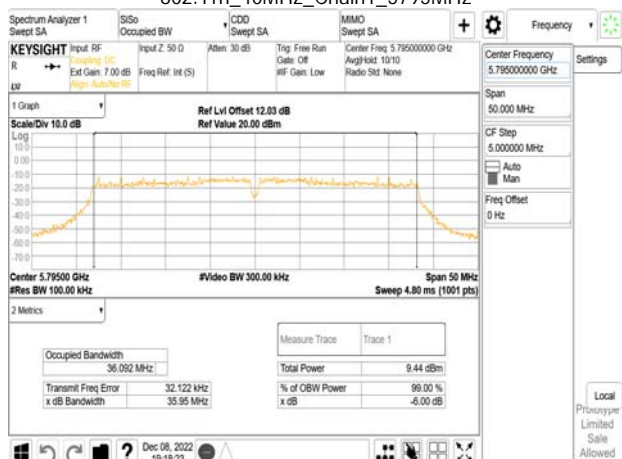 802.11n_40MHz_Chain1_5795MHz
Spectrum Analyzer 1
Swept SA
SISo
Occupied BW
CDD
Swept SA
MIMO
Swept SA
Frequency
KEYSIGHT
R
LVI
Input: RF
Coupling: DC
Ext Gain: 7.00 dB
Align: Auto/No RF
Input Z: 50 Ω
Freq Ref: Int (S)
Atten: 30 dB
Trig: Free Run
Gate: Off
#IF Gain: Low
Center Freq: 5.795000000 GHz
Avg|Hold: 10/10
Radio Std: None
Center Frequency
5.795000000 GHz
Settings
Span
50.000 MHz
CF Step
5.000000 MHz
Auto
Man
Freq Offset
0 Hz
1 Graph
Scale/Div 10.0 dB
Ref Lvl Offset 12.03 dB
Ref Value 20.00 dBm
Log
10.0
0.00
-10.0
-20.0
-30.0
-40.0
-50.0
-60.0
-70.0
Center 5.79500 GHz
#Res BW 100.00 kHz
#Video BW 300.00 kHz
Span 50 MHz
Sweep 4.80 ms (1001 pts)
2 Metrics
Measure Trace Trace 1
Occupied Bandwidth
36.092 MHz
Total Power 9.44 dBm
Transmit Freq Error 32.122 kHz
% of OBW Power 99.00 %
x dB Bandwidth 35.95 MHz
x dB -6.00 dB
Local
Prototype
Limited
Sale
Allowed
?
Dec 08, 2022